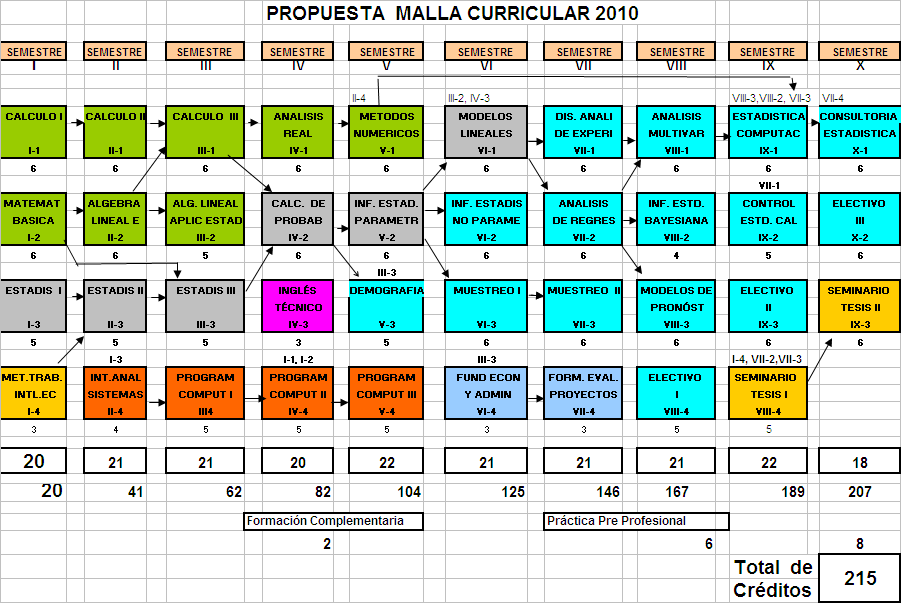 PROPUESTA MALLA CURRICULAR 2010
SEMESTRE SEMESTRE SEMESTRE SEMESTRE SEMESTRE SEMESTRE SEMESTRE SEMESTRE SEMESTRE SEMESTRE
I II III IV V VI VII VIII IX X
II-4 III-2, IV-3 VIII-3,VIII-2, VII-3 VII-4
CALCULO I CALCULO II CALCULO III ANALISIS METODOS MODELOS DIS. ANALI ANALISIS ESTADISTICA CONSULTORIA
REAL NUMERICOS LINEALES DE EXPERI MULTIVAR COMPUTAC ESTADISTICA
I-1 II-1 III-1 IV-1 V-1 VI-1 VII-1 VIII-1 IX-1 X-1
6 6 6 6 6 6 6 6 6 6
VII-1
MATEMAT ALGEBRA ALG. LINEAL CALC. DE INF. ESTAD. INF. ESTADIS ANALISIS INF. ESTD. CONTROL ELECTIVO
BASICA LINEAL E APLIC ESTAD PROBAB PARAMETR NO PARAME DE REGRES BAYESIANA ESTD. CAL III
I-2 II-2 III-2 IV-2 V-2 VI-2 VII-2 VIII-2 IX-2 X-2
6 6 5 6 6 6 6 4 5 6
III-3
ESTADIS I ESTADIS II ESTADIS III INGLÉS DEMOGRAFIA MUESTREO I MUESTREO II MODELOS DE ELECTIVO SEMINARIO
TÉCNICO PRONÓST II TESIS II
I-3 II-3 III-3 IV-3 V-3 VI-3 VII-3 VIII-3 IX-3 IX-3
5 5 5 3 5 6 6 6 6 6
I-3 I-1, I-2 III-3 I-4, VII-2,VII-3
MET.TRAB. INT.ANAL PROGRAM PROGRAM PROGRAM FUND ECON FORM. EVAL. ELECTIVO SEMINARIO
INTL.EC SISTEMAS COMPUT I COMPUT II COMPUT III Y ADMIN PROYECTOS I TESIS I
I-4 II-4 III4 IV-4 V-4 VI-4 VII-4 VIII-4 VIII-4
3 4 5 5 5 3 3 5 5
20 21 21 20 22 21 21 21 22 18
20 41 62 82 104 125 146 167 189 207
Formación Complementaria Práctica Pre Profesional
2 6 8
Total de
Créditos 215